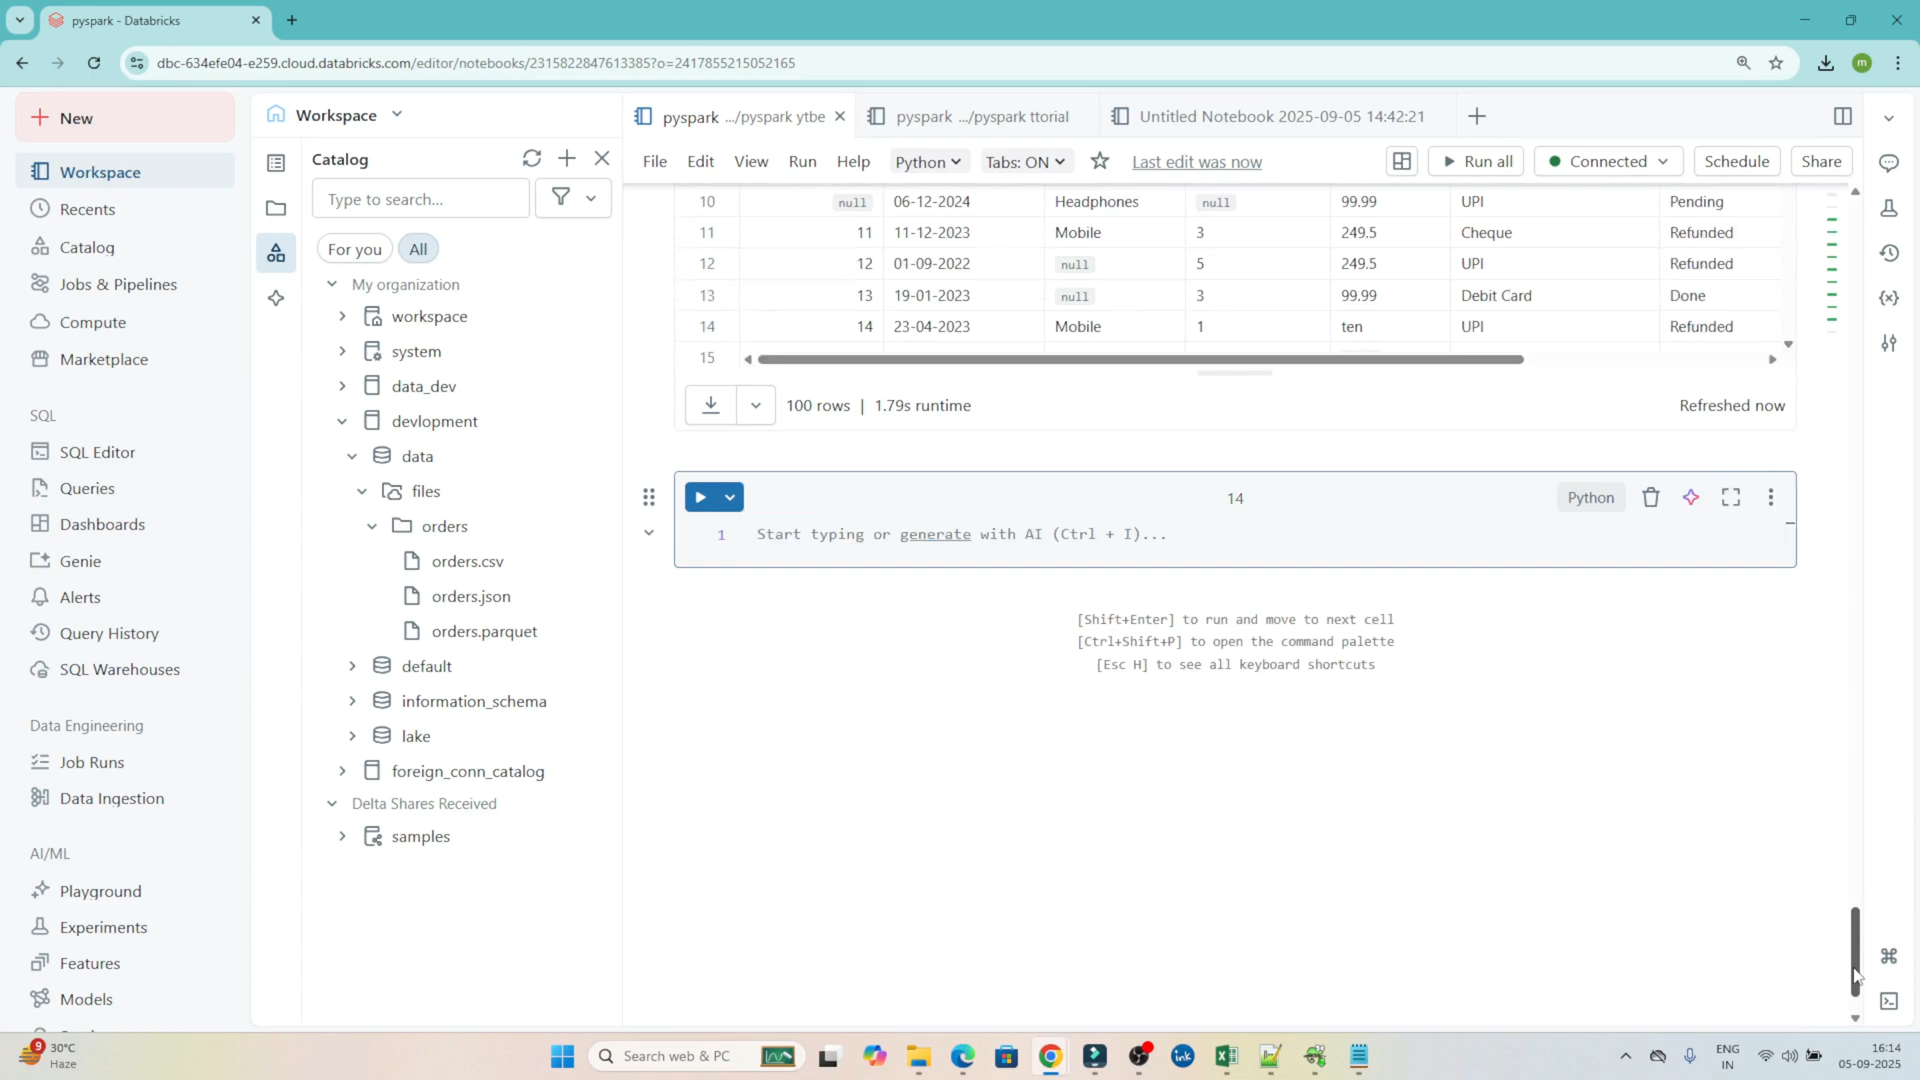 pyspark - Databricks
dbc-634efe04-e259.cloud.databricks.com/editor/notebooks/2315822847613385?o=2417855215052165
m
New
Workspace
Recents
Catalog
Jobs & Pipelines
Compute
Marketplace
SQL
SQL Editor
Queries
Dashboards
Genie
Alerts
Query History
SQL Warehouses
Data Engineering
Job Runs
Data Ingestion
AI/ML
Playground
Experiments
Features
Models
Workspace
Catalog
Type to search...
For you
All
My organization
workspace
system
data_dev
devlopment
data
files
orders
orders.csv
orders.json
orders.parquet
default
information_schema
lake
foreign_conn_catalog
Delta Shares Received
samples
pyspark .../pyspark ytbe
pyspark .../pyspark ttorial
Untitled Notebook 2025-09-05 14:42:21
File Edit View Run Help Python Tabs: ON Last edit was now
Run all Connected Schedule Share
10 null 06-12-2024 Headphones null 99.99 UPI Pending
11 11 11-12-2023 Mobile 3 249.5 Cheque Refunded
12 12 01-09-2022 null 5 249.5 UPI Refunded
13 13 19-01-2023 null 3 99.99 Debit Card Done
14 14 23-04-2023 Mobile 1 ten UPI Refunded
15
100 rows | 1.79s runtime Refreshed now
14 Python
1 Start typing or generate with AI (Ctrl + I)...
[Shift+Enter] to run and move to next cell
[Ctrl+Shift+P] to open the command palette
[Esc H] to see all keyboard shortcuts
9
30°C
Haze
Search web & PC
ink
ENG
IN
16:14
05-09-2025